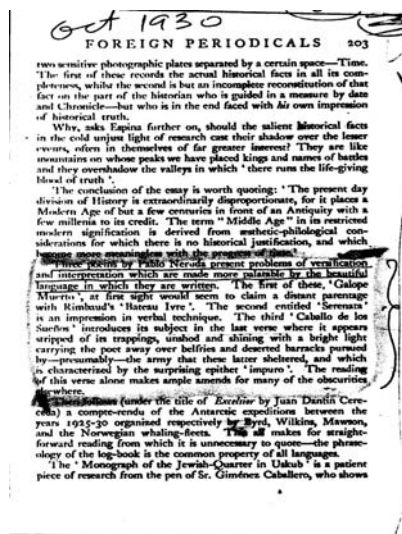 Oct 1930
FOREIGN PERIODICALS 203
two sensitive photographic plates separated by a certain space—Time.
The first of these records the actual historical facts in all its com-
pleteness, whilst the second is but an incomplete reconstitution of that
fact on the part of the historian who is guided in a measure by date
and Chronicle—but who is in the end faced with his own impression
of historical truth.
Why, asks Espina further on, should the salient historical facts
in the cold unjust light of research cast their shadow over the lesser
events, often in themselves of far greater interest? They are like
mountains on whose peaks we have placed kings and names of battles
and they overshadow the valleys in which ' there runs the life-giving
blood of truth '.
The conclusion of the essay is worth quoting: ' The present day
division of History is extraordinarily disproportionate, for it places a
Modern Age of but a few centuries in front of an Antiquity with a
few millenia to its credit. The term " Middle Age " in its restricted
modern signification is derived from æsthetic-philological con-
siderations for which there is no historical justification, and which
become more meaningless with the progress of time.'
Three poems by Pablo Neruda present problems of versification
and interpretation which are made more palatable by the beautiful
language in which they are written. The first of these, ' Galope
Muerto ', at first sight would seem to claim a distant parentage
with Rimbaud's ' Bateau Ivre '. The second entitled ' Serenata '
is an impression in verbal technique. The third ' Caballo de los
Sueños ' introduces its subject in the last verse where it appears
stripped of its trappings, unshod and shining with a bright light
carrying the poet away over belfries and deserted barracks pursued
by—presumably—the army that these latter sheltered, and which
is characterized by the surprising epithet ' impuro '. The reading
of this verse alone makes ample amends for many of the obscurities
elsewhere.
There follows (under the title of Excelsior by Juan Dantin Cere-
ceda) a compte-rendu of the Antarctic expeditions between the
years 1925-30 organized respectively by Byrd, Wilkins, Mawson,
and the Norwegian whaling-fleets. This all makes for straight-
forward reading from which it is unnecessary to quote—the phrase-
ology of the log-book is the common property of all languages.
The ' Monograph of the Jewish-Quarter in Uskub ' is a patient
piece of research from the pen of Sr. Giménez Caballero, who shows